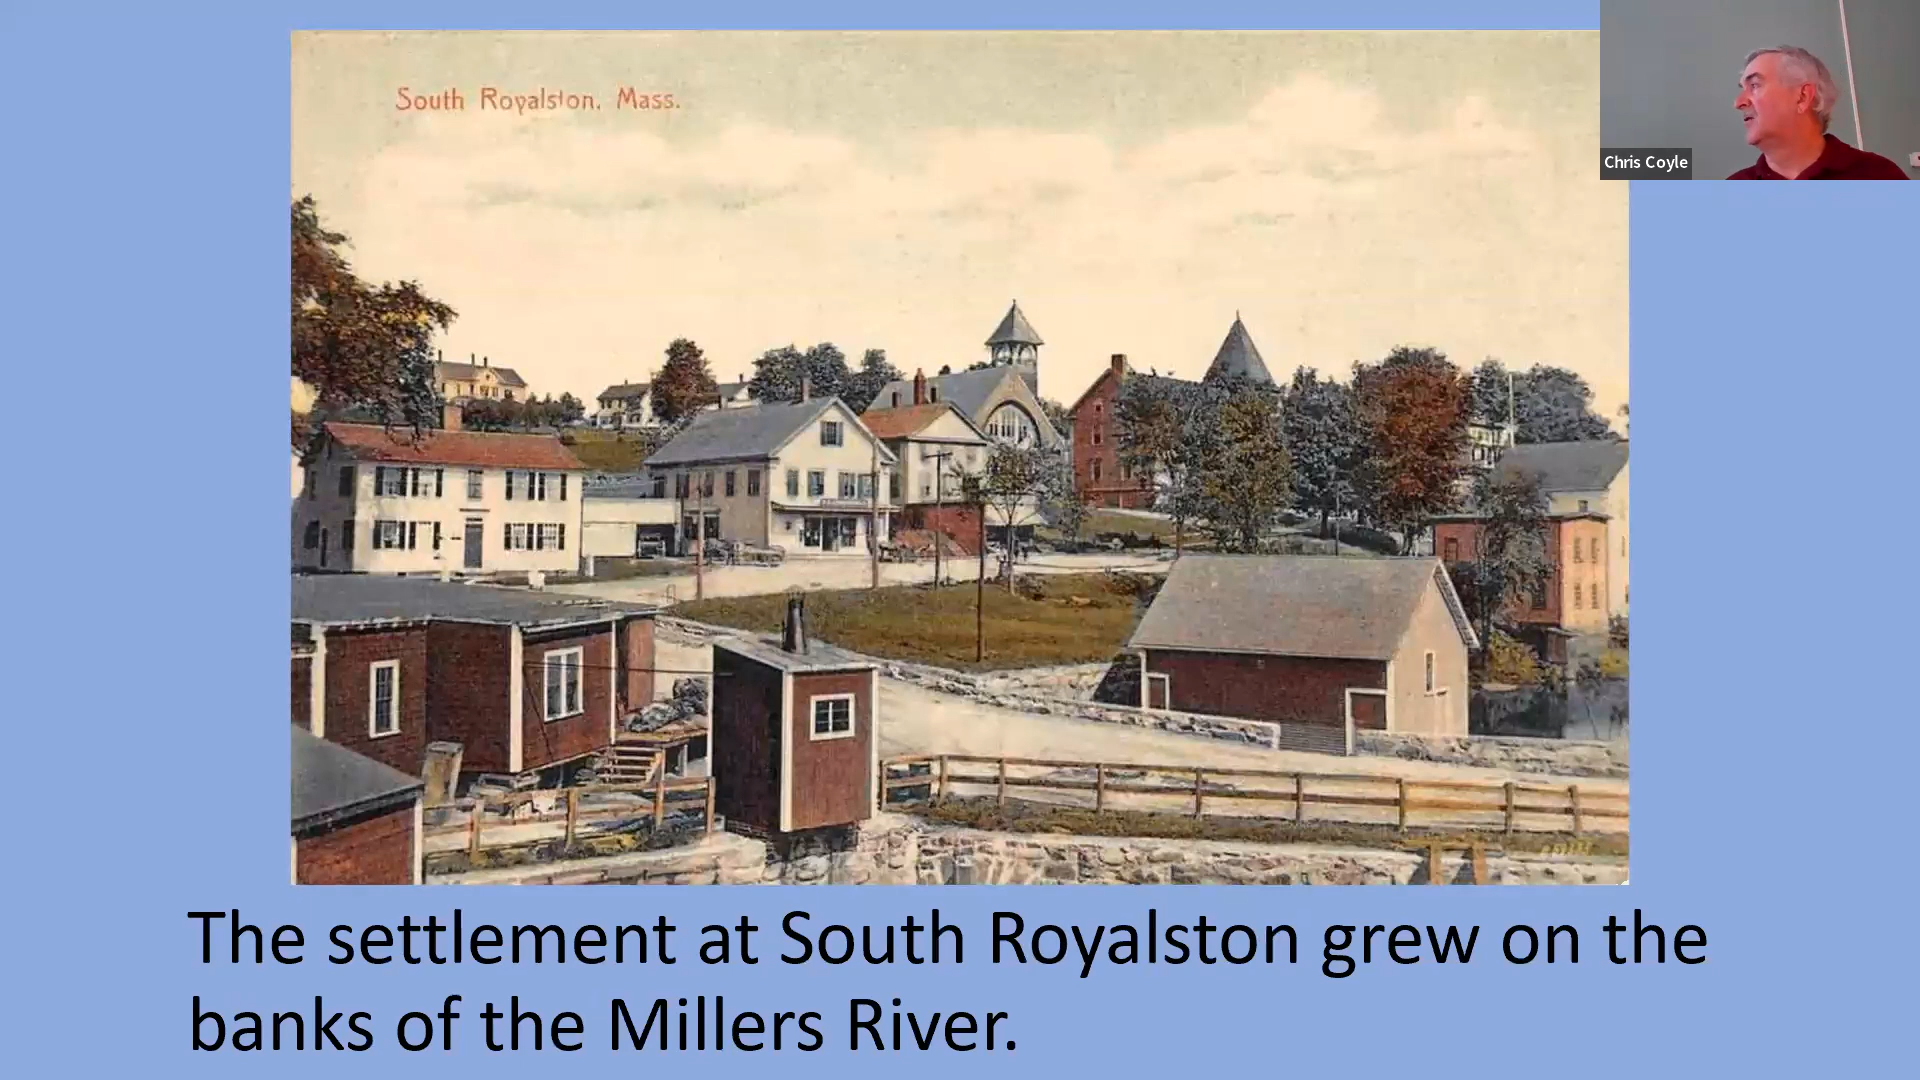 South Royalston, Mass.
Chris Coyle
The settlement at South Royalston grew on the
banks of the Millers River.